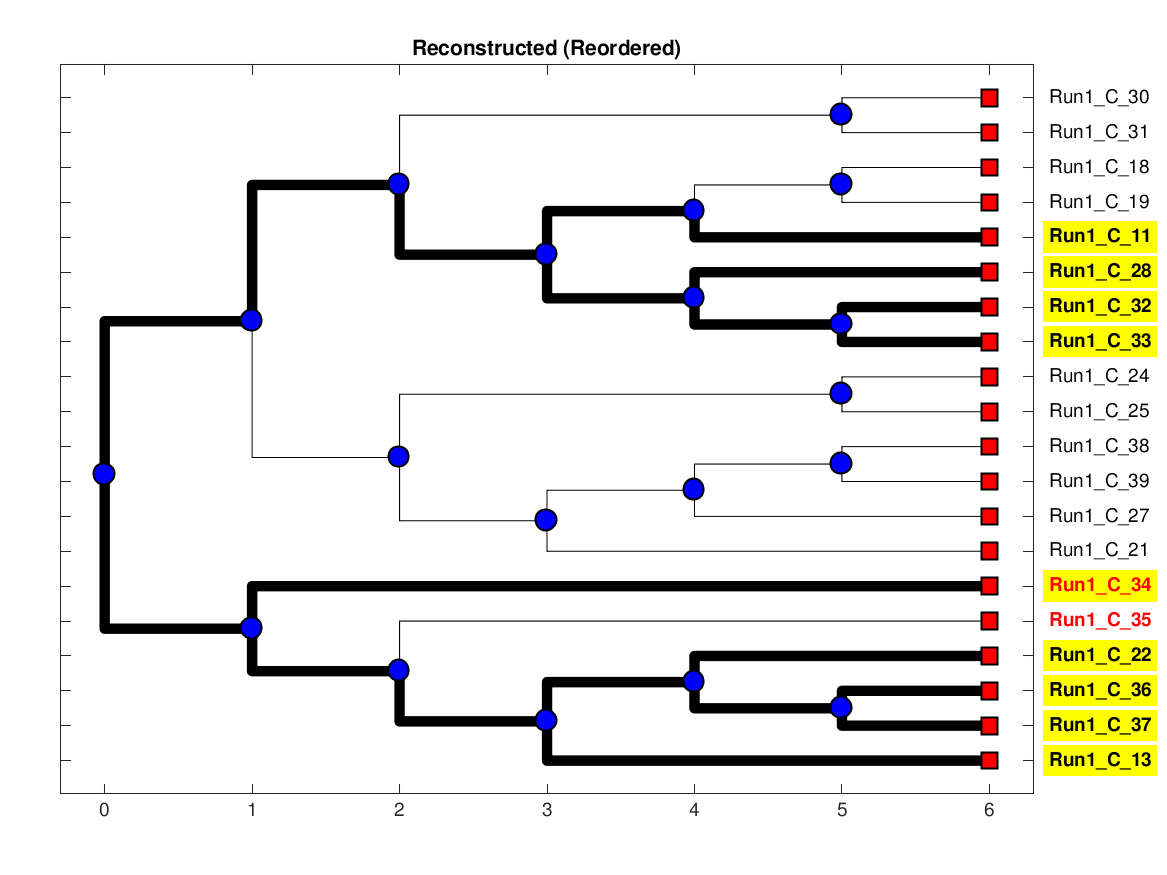 Reconstructed (Reordered)
Run1_C_30
Run1_C_31
Run1_C_18
Run1_C_19
Run1_C_11
Run1_C_28
Run1_C_32
Run1_C_33
Run1_C_24
Run1_C_25
Run1_C_38
Run1_C_39
Run1_C_27
Run1_C_21
Run1_C_34
Run1_C_35
Run1_C_22
Run1_C_36
Run1_C_37
Run1_C_13
0 1 2 3 4 5 6